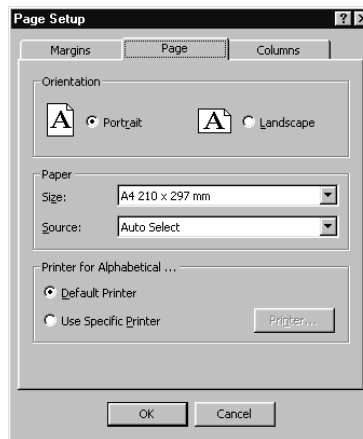 Page Setup
Margins Page Columns
Orientation
A Portrait A Landscape
Paper
Size: A4 210 x 297 mm
Source: Auto Select
Printer for Alphabetical ...
Default Printer
Use Specific Printer Printer...
OK Cancel